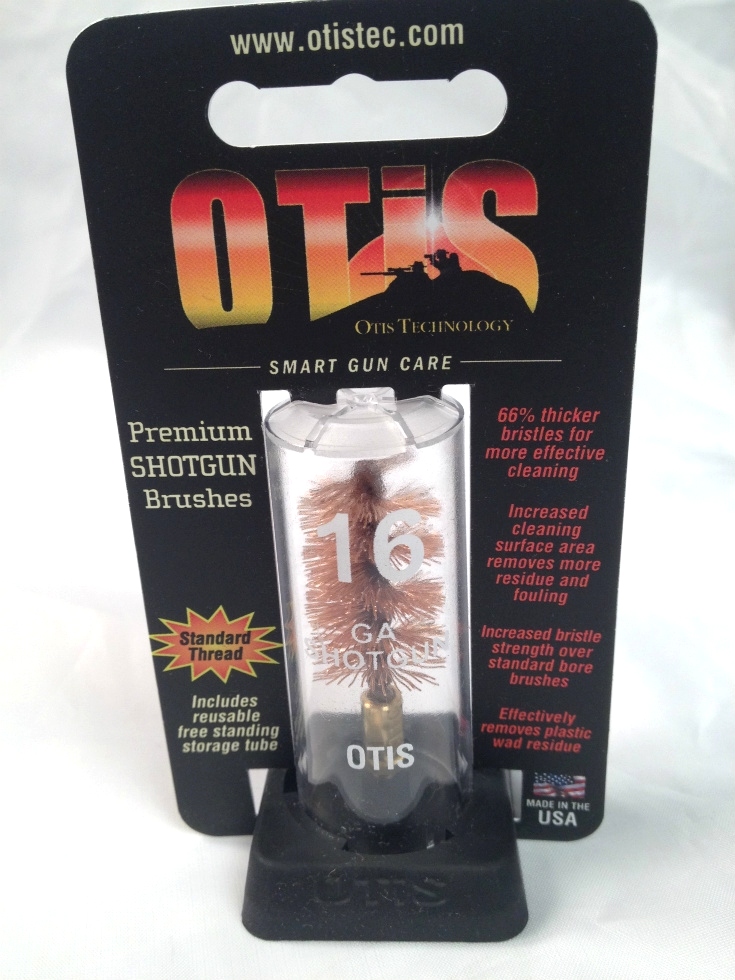 www.otistec.com
OTiS
OTIS TECHNOLOGY
SMART GUN CARE
Premium
SHOTGUN
Brushes
Standard
Thread
Includes
reusable
free standing
storage tube
16
GA
SHOTGUN
OTIS
OTIS
66% thicker
bristles for
more effective
cleaning
Increased
cleaning
surface area
removes more
residue and
fouling
Increased bristle
strength over
standard bore
brushes
Effectively
removes plastic
wad residue
MADE IN THE
USA